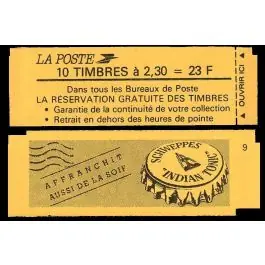 LA POSTE
10 TIMBRES à 2,30 = 23 F
Dans tous les Bureaux de Poste
LA RÉSERVATION GRATUITE DES TIMBRES
• Garantie de la continuité de votre collection
• Retrait en dehors des heures de pointe
OUVRIR ICI
AFFRANCHIT
AUSSI DE LA SOIF
SCHWEPPES
"INDIAN TONIC"
9